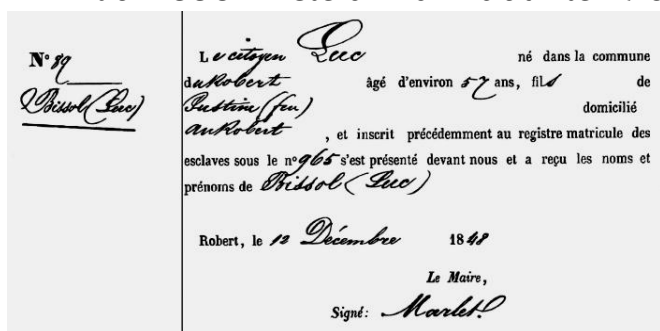 N° 89
Bissol (Luc)
Le citoyen Luc né dans la commune
du Robert âgé d'environ 57 ans, fils de
Justine (feu) domicilié
au Robert , et inscrit précédemment au registre matricule des
esclaves sous le n° 965 s'est présenté devant nous et a reçu les noms et
prénoms de Bissol (Luc)
Robert, le 12 Décembre 1848
Le Maire,
Signé: Marlet.